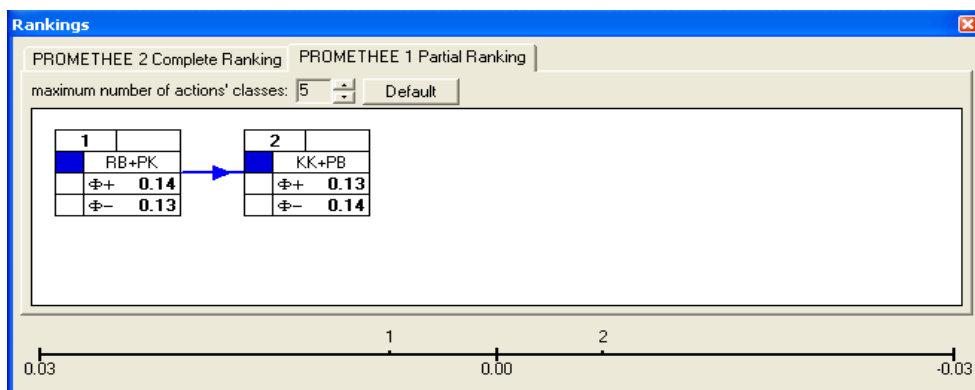 Rankings
PROMETHEE 2 Complete Ranking PROMETHEE 1 Partial Ranking
maximum number of actions' classes: 5 Default
1 2
RB+PK KK+PB
Φ+ 0.14 Φ+ 0.13
Φ− 0.13 Φ− 0.14
1 2
0.03 0.00 -0.03